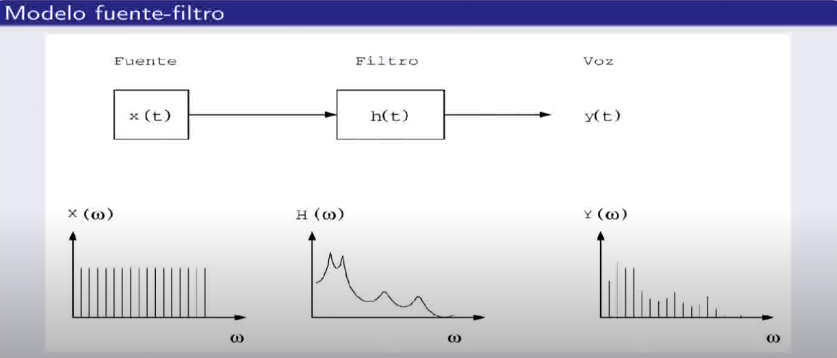 Modelo fuente-filtro
Fuente Filtro Voz
x(t) h(t) y(t)
X(ω) H(ω) Y(ω)
ω ω ω